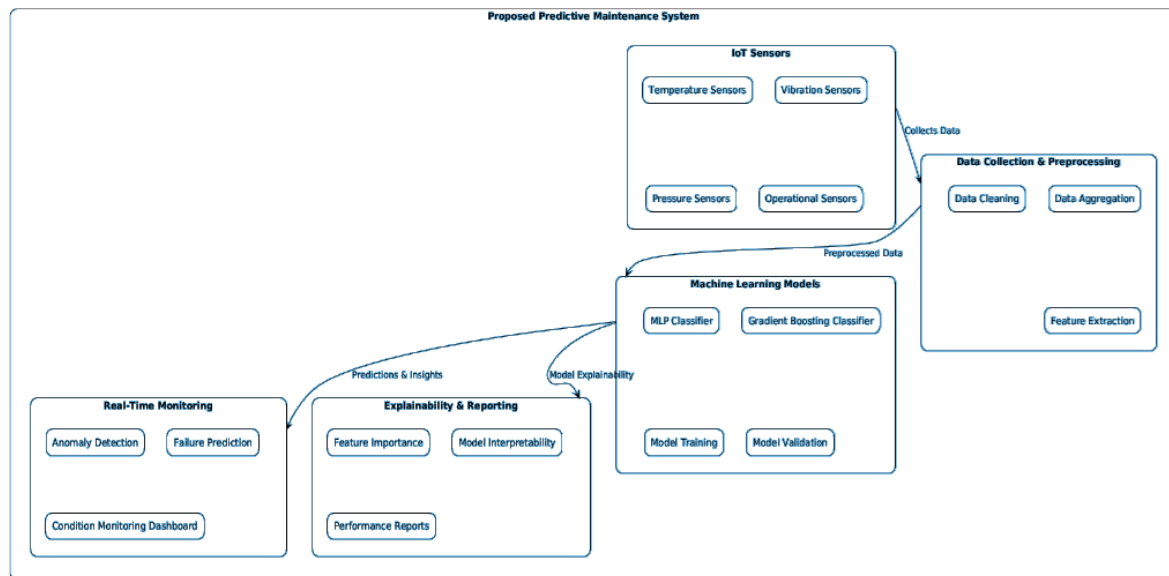 Proposed Predictive Maintenance System
IoT Sensors
Temperature Sensors
Vibration Sensors
Pressure Sensors
Operational Sensors
Collects Data
Data Collection & Preprocessing
Data Cleaning
Data Aggregation
Feature Extraction
Preprocessed Data
Machine Learning Models
MLP Classifier
Gradient Boosting Classifier
Model Training
Model Validation
Predictions & Insights
Model Explainability
Real-Time Monitoring
Anomaly Detection
Failure Prediction
Condition Monitoring Dashboard
Explainability & Reporting
Feature Importance
Model Interpretability
Performance Reports